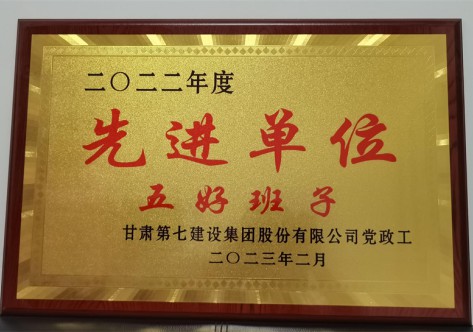 二〇二二年度
先进单位
五好班子
甘肃第七建设集团股份有限公司党政工
二〇二三年二月